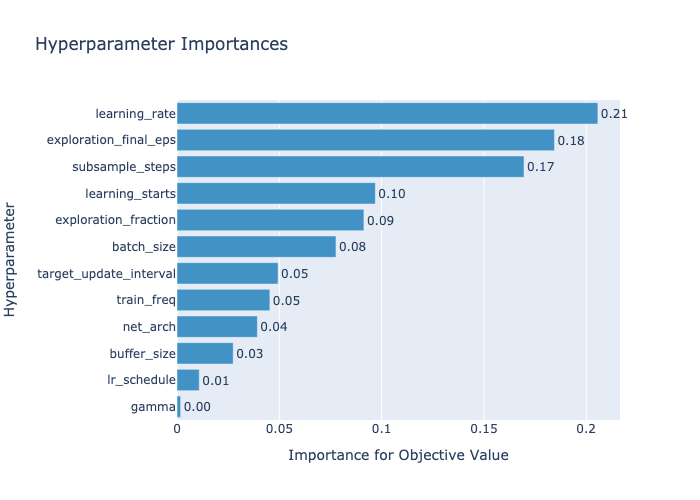 Hyperparameter Importances
Hyperparameter
learning_rate 0.21
exploration_final_eps 0.18
subsample_steps 0.17
learning_starts 0.10
exploration_fraction 0.09
batch_size 0.08
target_update_interval 0.05
train_freq 0.05
net_arch 0.04
buffer_size 0.03
lr_schedule 0.01
gamma 0.00
0 0.05 0.1 0.15 0.2
Importance for Objective Value